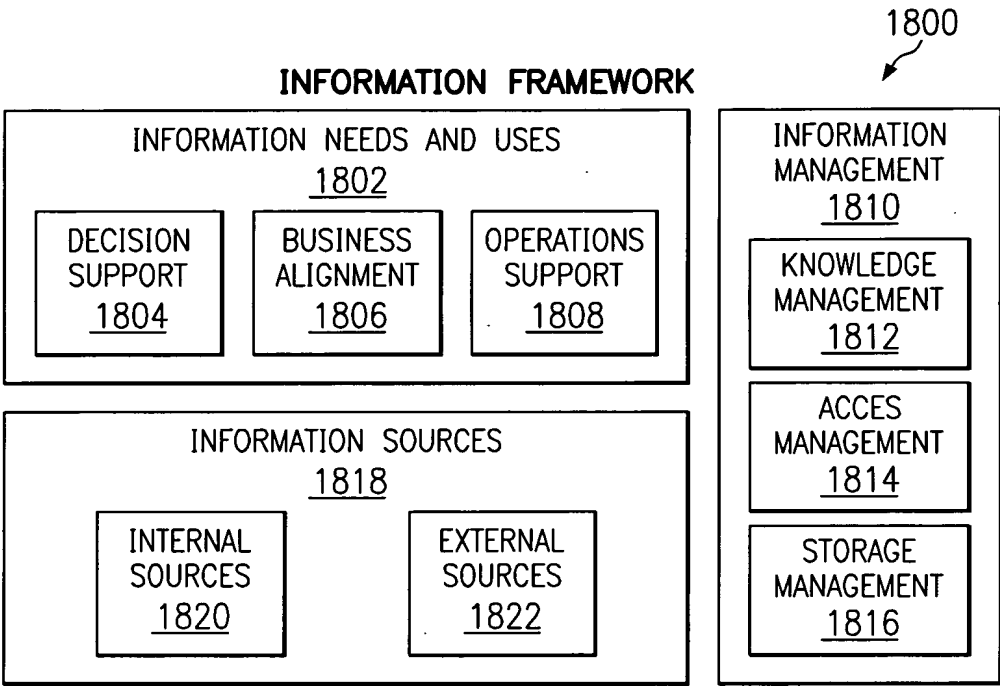 1800
INFORMATION FRAMEWORK
INFORMATION NEEDS AND USES
1802
DECISION
SUPPORT
1804
BUSINESS
ALIGNMENT
1806
OPERATIONS
SUPPORT
1808
INFORMATION SOURCES
1818
INTERNAL
SOURCES
1820
EXTERNAL
SOURCES
1822
INFORMATION
MANAGEMENT
1810
KNOWLEDGE
MANAGEMENT
1812
ACCES
MANAGEMENT
1814
STORAGE
MANAGEMENT
1816